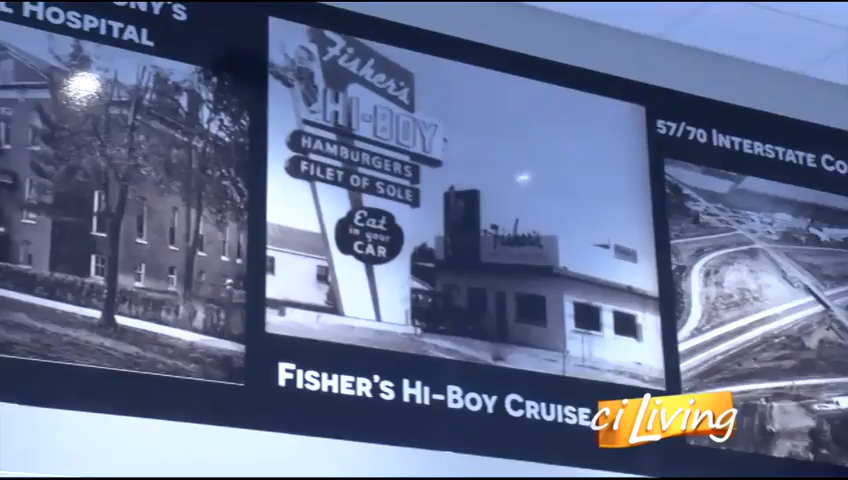 NY'S
L HOSPITAL
Fisher's
HI-BOY
HAMBURGERS
FILET OF SOLE
Eat
in your
CAR
Fisher's
FISHER'S HI-BOY CRUISE
57/70 INTERSTATE CO
ci Living